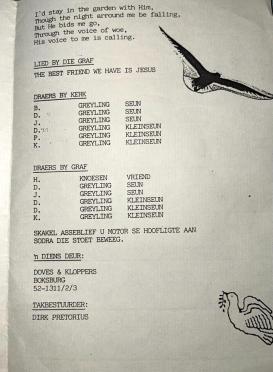 I'd stay in the garden with Him,
Though the night arround me be falling,
But He bids me go,
Through the voice of woe,
His voice to me is calling.
LIED BY DIE GRAF
THE BEST FRIEND WE HAVE IS JESUS
DRAERS BY KERK
B. GREYLING SEUN
D. GREYLING SEUN
J. GREYLING SEUN
D. GREYLING KLEINSEUN
P. GREYLING KLEINSEUN
K. GREYLING KLEINSEUN
DRAERS BY GRAF
H. KNOESEN VRIEND
D. GREYLING SEUN
J. GREYLING SEUN
D. GREYLING KLEINSEUN
D. GREYLING KLEINSEUN
K. GREYLING KLEINSEUN
SKAKEL ASSEBLIEF U MOTOR SE HOOFLIGTE AAN
SODRA DIE STOET BEWEEG.
'n DIENS DEUR:
DOVES & KLOPPERS
BOKSBURG
52-1311/2/3
TAKBESTUURDER:
DIRK PRETORIUS